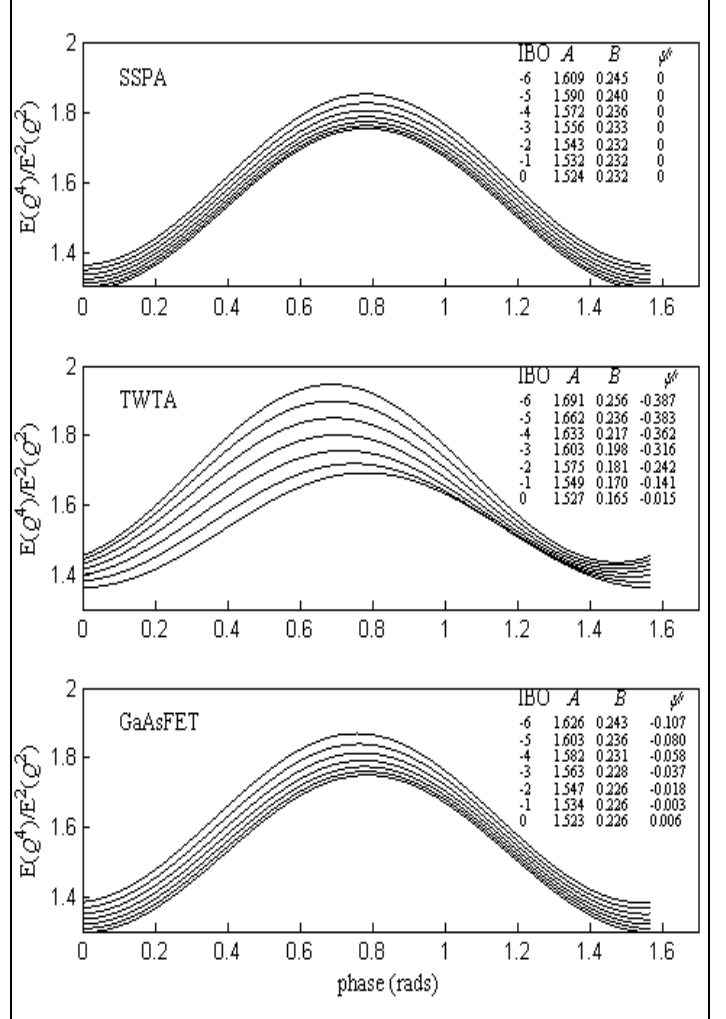 2
IBO A B ψ
SSPA
-6 1.609 0.245 0
-5 1.590 0.240 0
-4 1.572 0.236 0
-3 1.556 0.233 0
-2 1.543 0.232 0
-1 1.532 0.232 0
0 1.524 0.232 0
1.8
1.6
1.4
E(Q⁴)/E²(Q²)
0 0.2 0.4 0.6 0.8 1 1.2 1.4 1.6
2
IBO A B ψ
TWTA
-6 1.691 0.256 -0.387
-5 1.662 0.236 -0.383
-4 1.633 0.217 -0.362
-3 1.603 0.198 -0.316
-2 1.575 0.181 -0.242
-1 1.549 0.170 -0.141
0 1.527 0.165 -0.015
1.8
1.6
1.4
E(Q⁴)/E²(Q²)
0 0.2 0.4 0.6 0.8 1 1.2 1.4 1.6
2
IBO A B ψ
GaAsFET
-6 1.626 0.243 -0.107
-5 1.603 0.236 -0.080
-4 1.582 0.231 -0.058
-3 1.563 0.228 -0.037
-2 1.547 0.226 -0.018
-1 1.534 0.226 -0.003
0 1.523 0.226 0.006
1.8
1.6
1.4
E(Q⁴)/E²(Q²)
0 0.2 0.4 0.6 0.8 1 1.2 1.4 1.6
phase (rads)